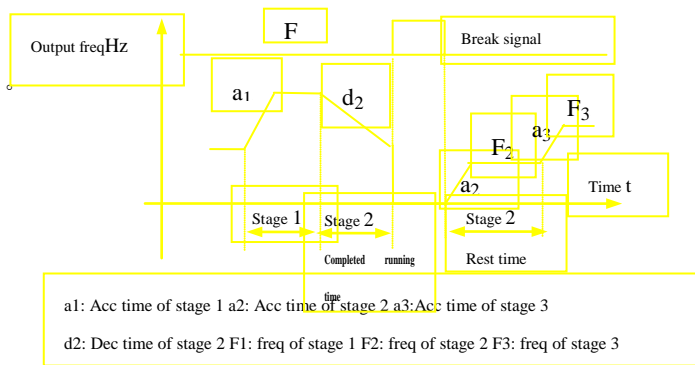 Output freqHz
F
Break signal
a1
d2
F3
a3
F2
a2
Time t
Stage 1
Stage 2
Stage 2
Completed running
time
Rest time
a1: Acc time of stage 1 a2: Acc time of stage 2 a3:Acc time of stage 3
d2: Dec time of stage 2 F1: freq of stage 1 F2: freq of stage 2 F3: freq of stage 3